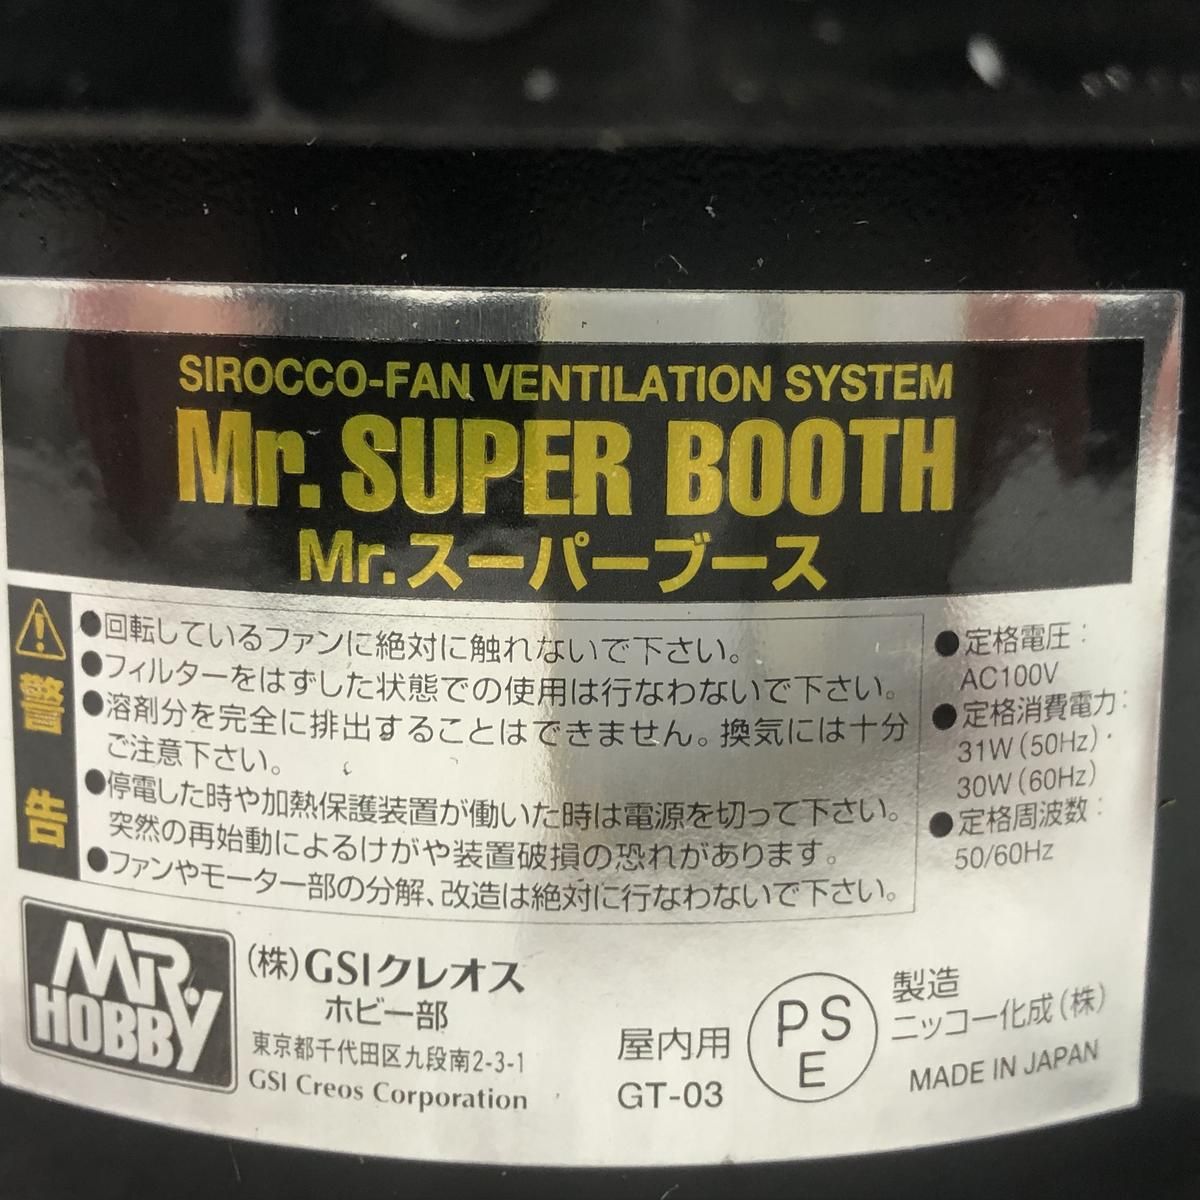 SIROCCO-FAN VENTILATION SYSTEM
Mr. SUPER BOOTH
Mr.スーパーブース
警告
●回転しているファンに絶対に触れないで下さい。
●フィルターをはずした状態での使用は行なわないで下さい。
●溶剤分を完全に排出することはできません。換気には十分
ご注意下さい。
●停電した時や加熱保護装置が働いた時は電源を切って下さい。
突然の再始動によるけがや装置破損の恐れがあります。
●ファンやモーター部の分解、改造は絶対に行なわないで下さい。
●定格電圧:
AC100V
●定格消費電力:
31W(50Hz)・
30W(60Hz)
●定格周波数:
50/60Hz
MR.HOBBY
(株)GSIクレオス
ホビー部
東京都千代田区九段南2-3-1
GSI Creos Corporation
屋内用
GT-03
PS
E
製造
ニッコー化成(株)
MADE IN JAPAN